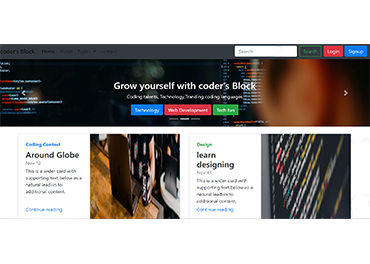 coder's Block Home About Topics Contact Search Search Login Signup
Grow yourself with coder's Block
Coding talents, Technology,Trending coding languages
Technology Web Development Tech fun
Coding Contest
Around Globe
Nov 12
This is a wider card with
supporting text below as a
natural lead-in to
additional content.
Continue reading
Design
learn
designing
Nov 11
This is a wider card with
supporting text below as a
natural lead-in to
additional content.
Continue reading